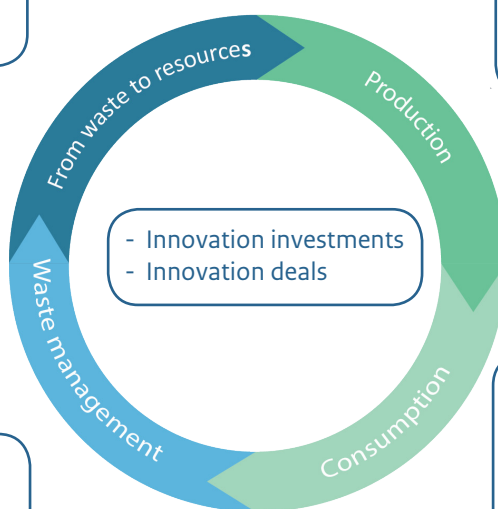 From waste to resources
Production
- Innovation investments
- Innovation deals
Waste management
Consumption